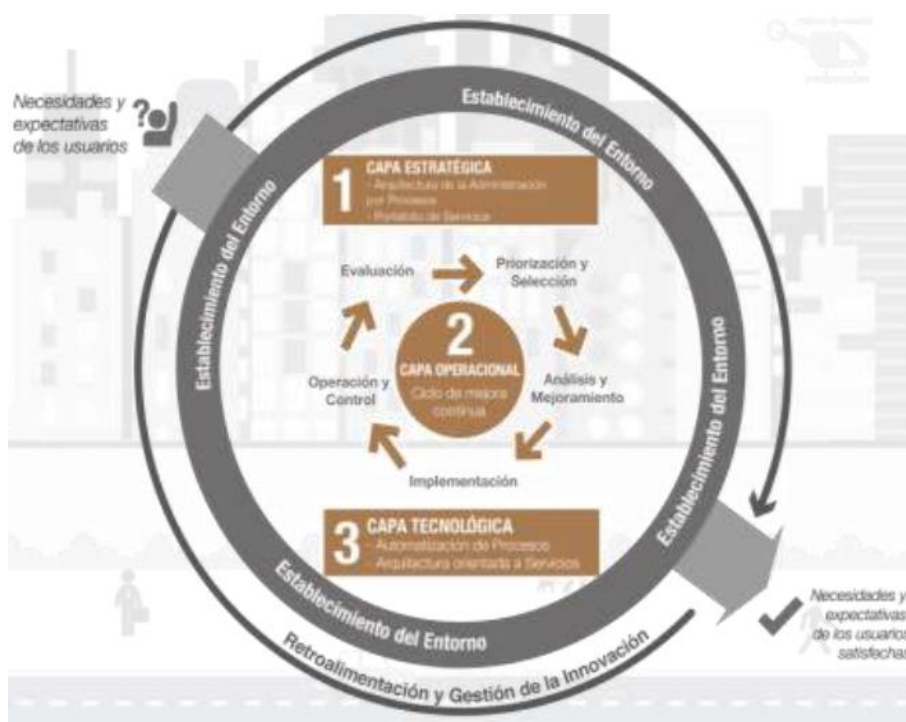 Necesidades y
expectativas
de los usuarios
?
Establecimiento del Entorno
Establecimiento del Entorno
1
CAPA ESTRATÉGICA
- Arquitectura de la Administración
por Procesos
- Portafolio de Servicios
Evaluación
Priorización y
Selección
2
CAPA OPERACIONAL
Ciclo de mejora
continua
Operación y
Control
Análisis y
Mejoramiento
Implementación
3
CAPA TECNOLÓGICA
- Automatización de Procesos
- Arquitectura orientada a Servicios
Establecimiento del Entorno
Establecimiento del Entorno
Retroalimentación y Gestión de la Innovación
Necesidades y
expectativas
de los usuarios
satisfechas